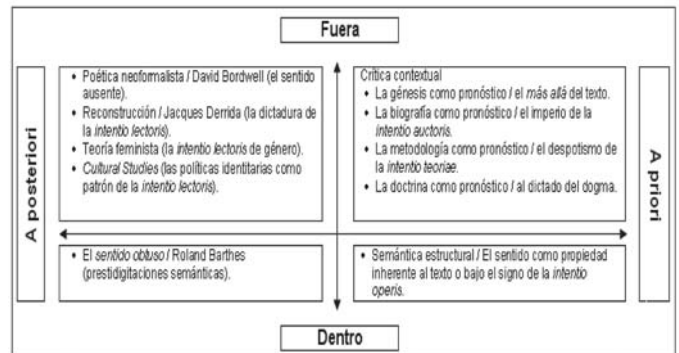 Fuera
A posteriori
• Poética neoformalista / David Bordwell (el sentido
ausente).
• Reconstrucción / Jacques Derrida (la dictadura de
la intentio lectoris).
• Teoría feminista (la intentio lectoris de género).
• Cultural Studies (las políticas identitarias como
patrón de la intentio lectoris).
Crítica contextual
• La génesis como pronóstico / el más allá del texto.
• La biografía como pronóstico / el imperio de la
intentio auctoris.
• La metodología como pronóstico / el despotismo de
la intentio teoriae.
• La doctrina como pronóstico / al dictado del dogma.
A priori
• El sentido obtuso / Roland Barthes
(prestidigitaciones semánticas).
• Semántica estructural / El sentido como propiedad
inherente al texto o bajo el signo de la intentio
operis.
Dentro